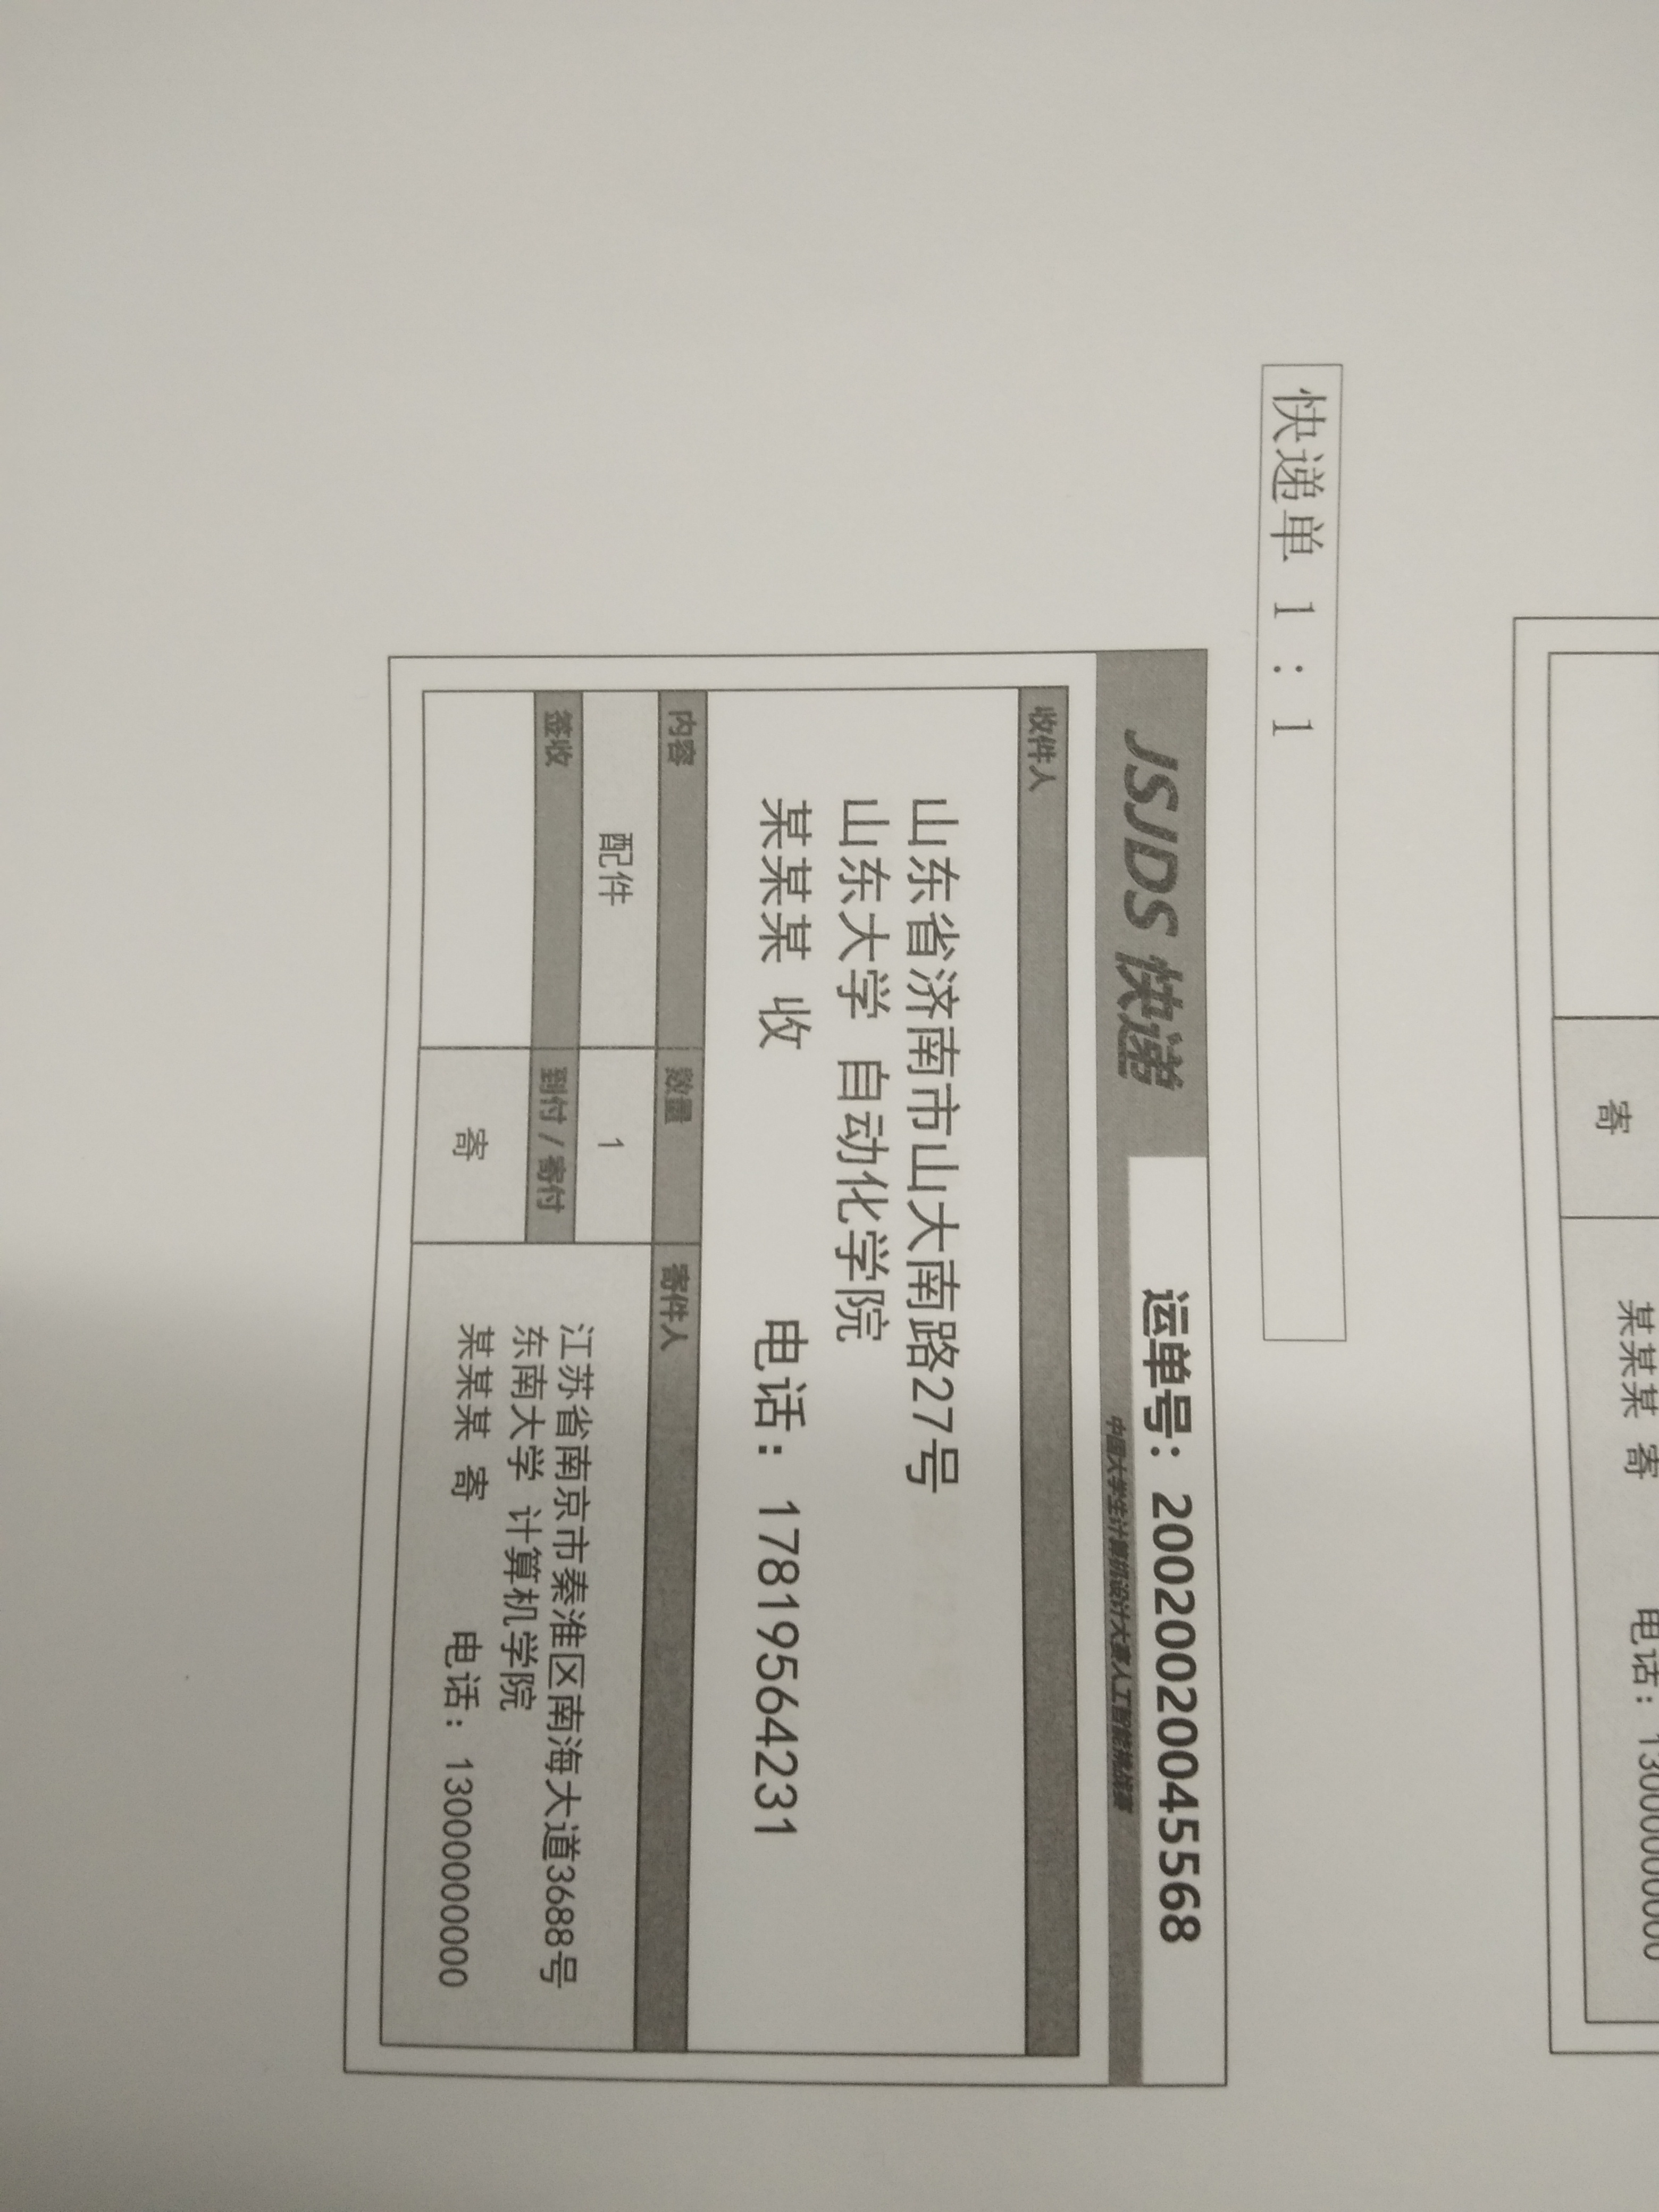 快递单 1 : 1
JSJDS 快递
运单号：2002002002004​5568
中国大学生计算机设计大赛人工智能挑战赛
收件人
山东省济南市山大南路27号
山东大学 自动化学院
某某某 收 电话：17819564231
内容 数量 寄件人
配件 1
签收 到付 / 寄付
寄
江苏省南京市秦淮区南海大道3688号
东南大学 计算机学院
某某某 寄 电话：13000000000
寄
某某某 寄 电话：13000000000